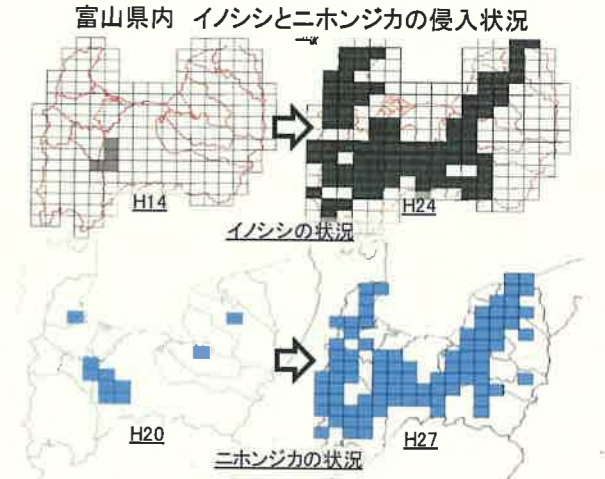 富山県内 イノシシとニホンジカの侵入状況
H14
H24
イノシシの状況
H20
H27
ニホンジカの状況